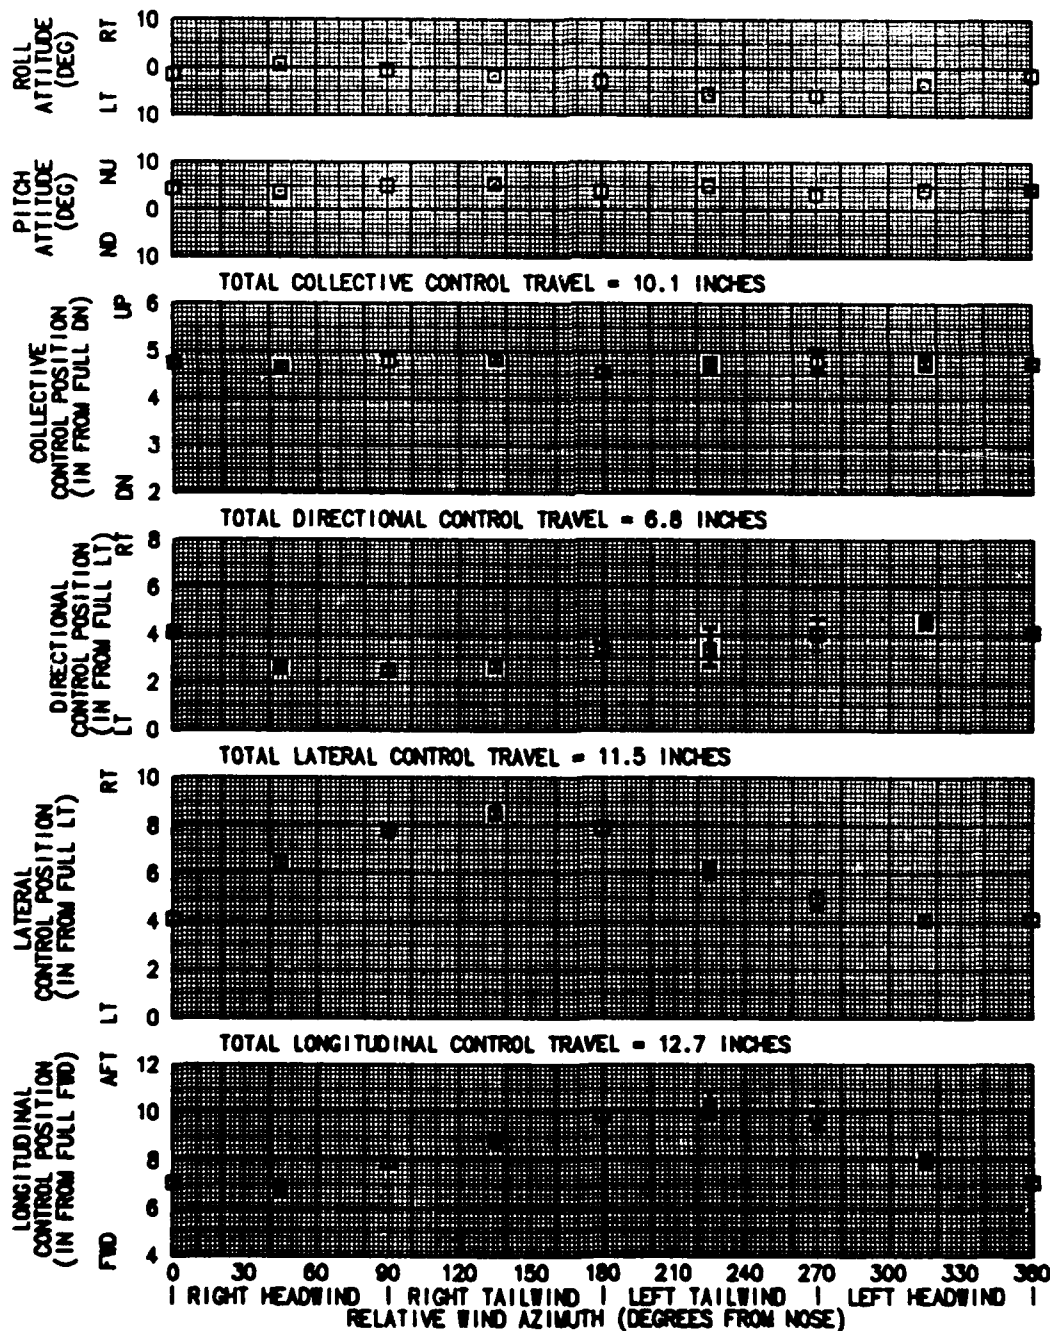 ROLL
ATTITUDE
(DEG)
LT RT
10
0
10
PITCH
ATTITUDE
(DEG)
ND NU
10
0
10
TOTAL COLLECTIVE CONTROL TRAVEL = 10.1 INCHES
COLLECTIVE
CONTROL POSITION
(IN FROM FULL DN)
DN UP
6
5
4
3
2
TOTAL DIRECTIONAL CONTROL TRAVEL = 6.8 INCHES
DIRECTIONAL
CONTROL POSITION
(IN FROM FULL LT)
LT RT
8
6
4
2
0
TOTAL LATERAL CONTROL TRAVEL = 11.5 INCHES
LATERAL
CONTROL POSITION
(IN FROM FULL LT)
LT RT
10
8
6
4
2
0
TOTAL LONGITUDINAL CONTROL TRAVEL = 12.7 INCHES
LONGITUDINAL
CONTROL POSITION
(IN FROM FULL FWD)
FWD AFT
12
10
8
6
4
0 30 60 90 120 150 180 210 240 270 300 330 360
| RIGHT HEADWIND | RIGHT TAILWIND | LEFT TAILWIND | LEFT HEADWIND |
RELATIVE WIND AZIMUTH (DEGREES FROM NOSE)